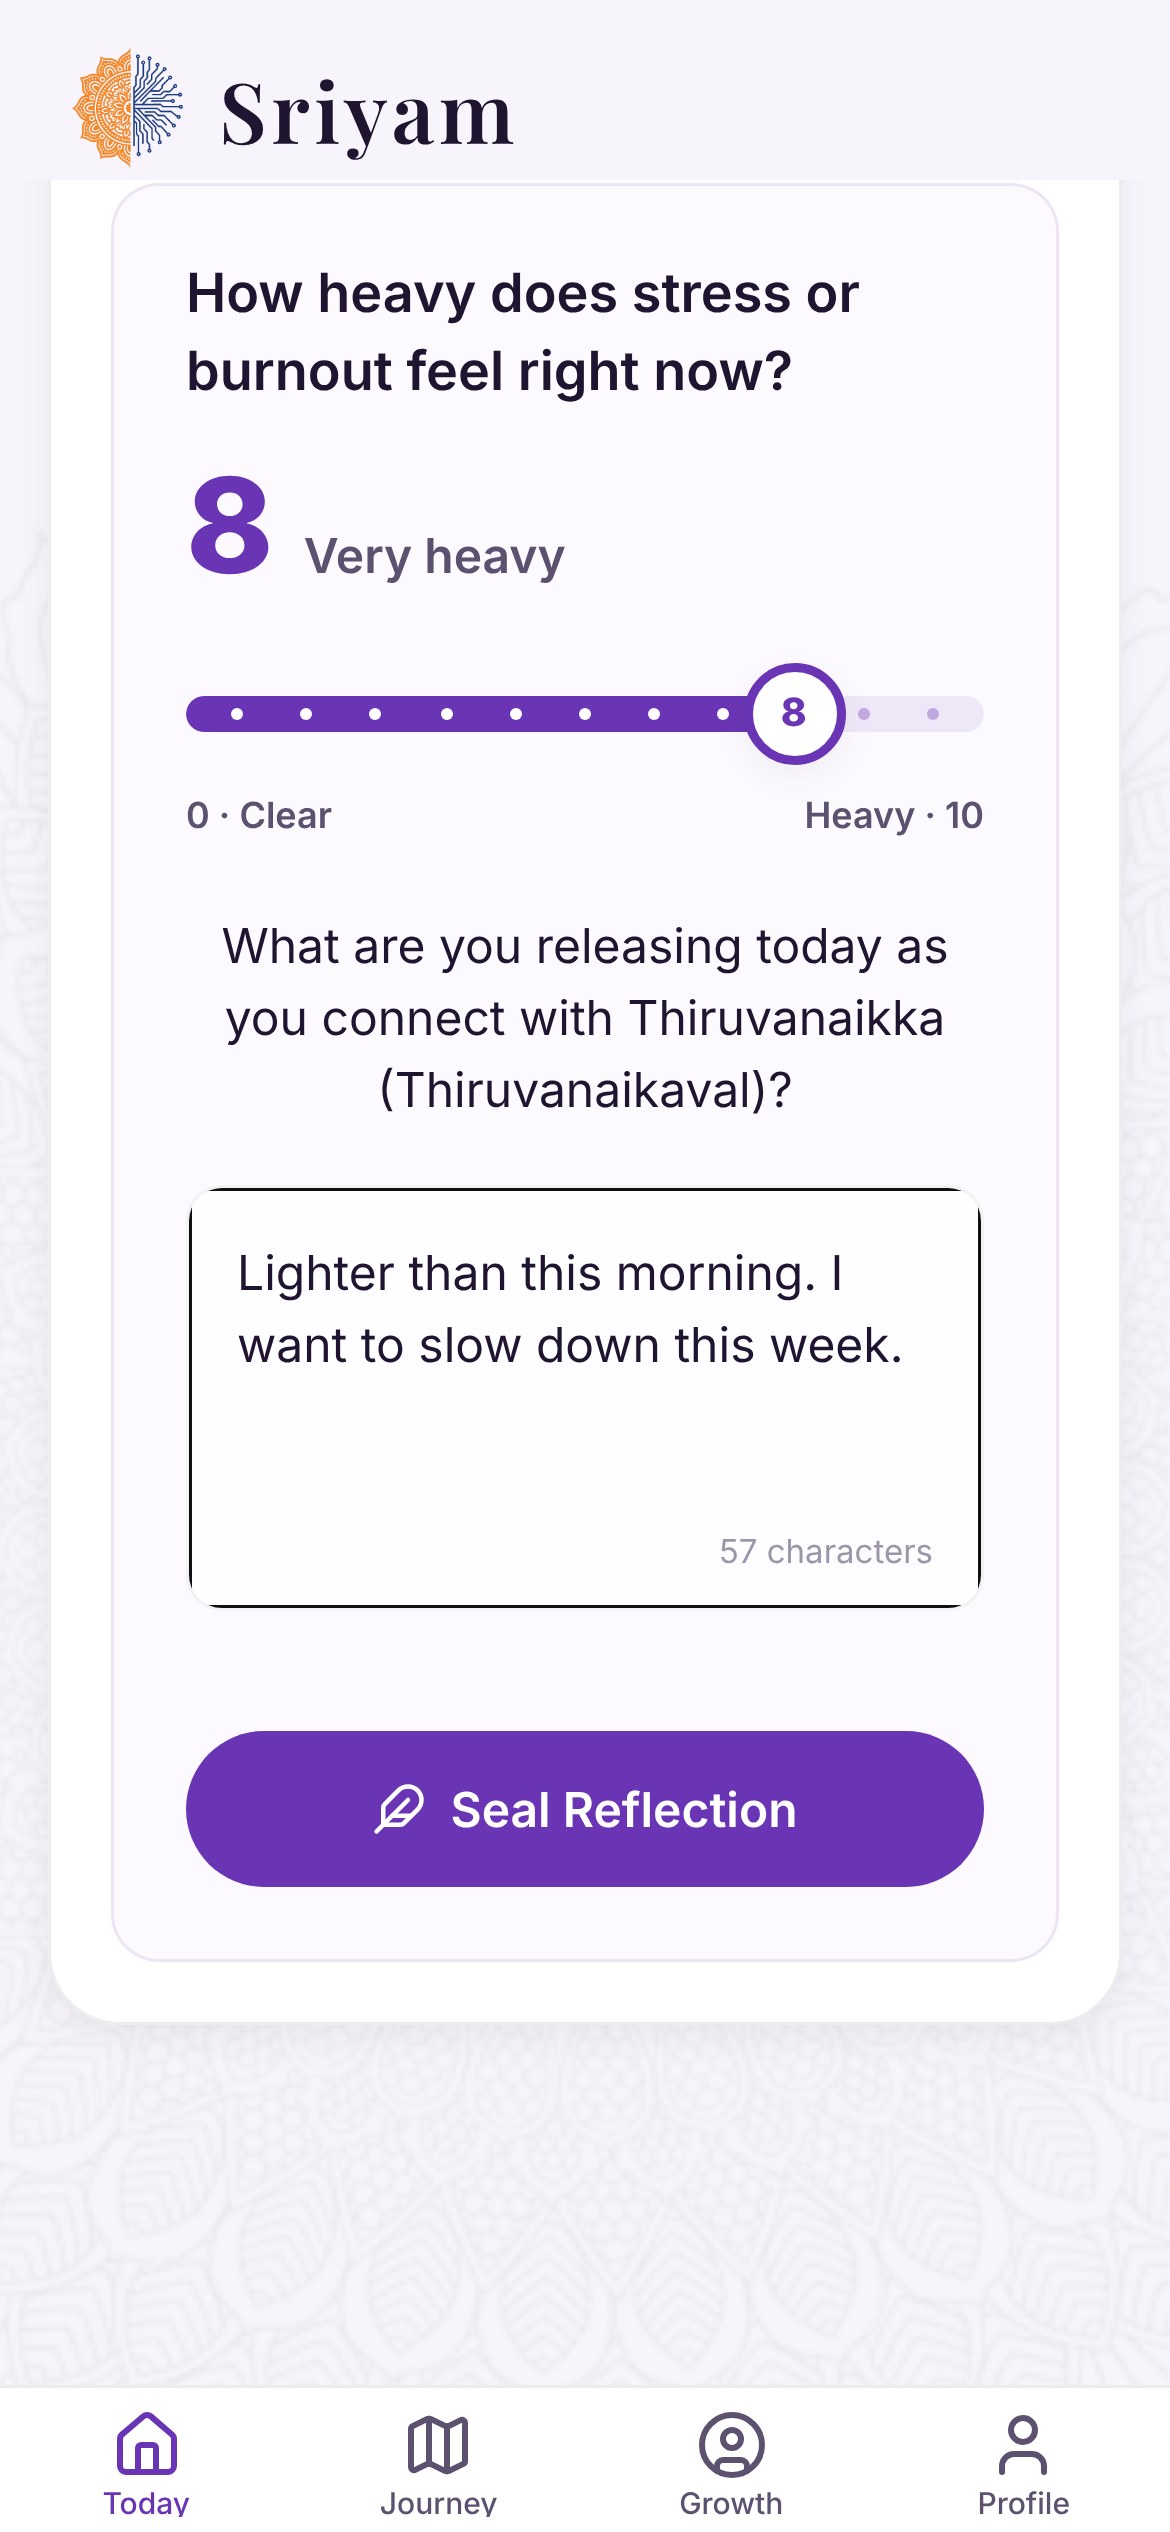 Sriyam
How heavy does stress or
burnout feel right now?
8 Very heavy
8
0 · Clear Heavy · 10
What are you releasing today as
you connect with Thiruvanaikka
(Thiruvanaikaval)?
Lighter than this morning. I
want to slow down this week.
57 characters
Seal Reflection
Today Journey Growth Profile